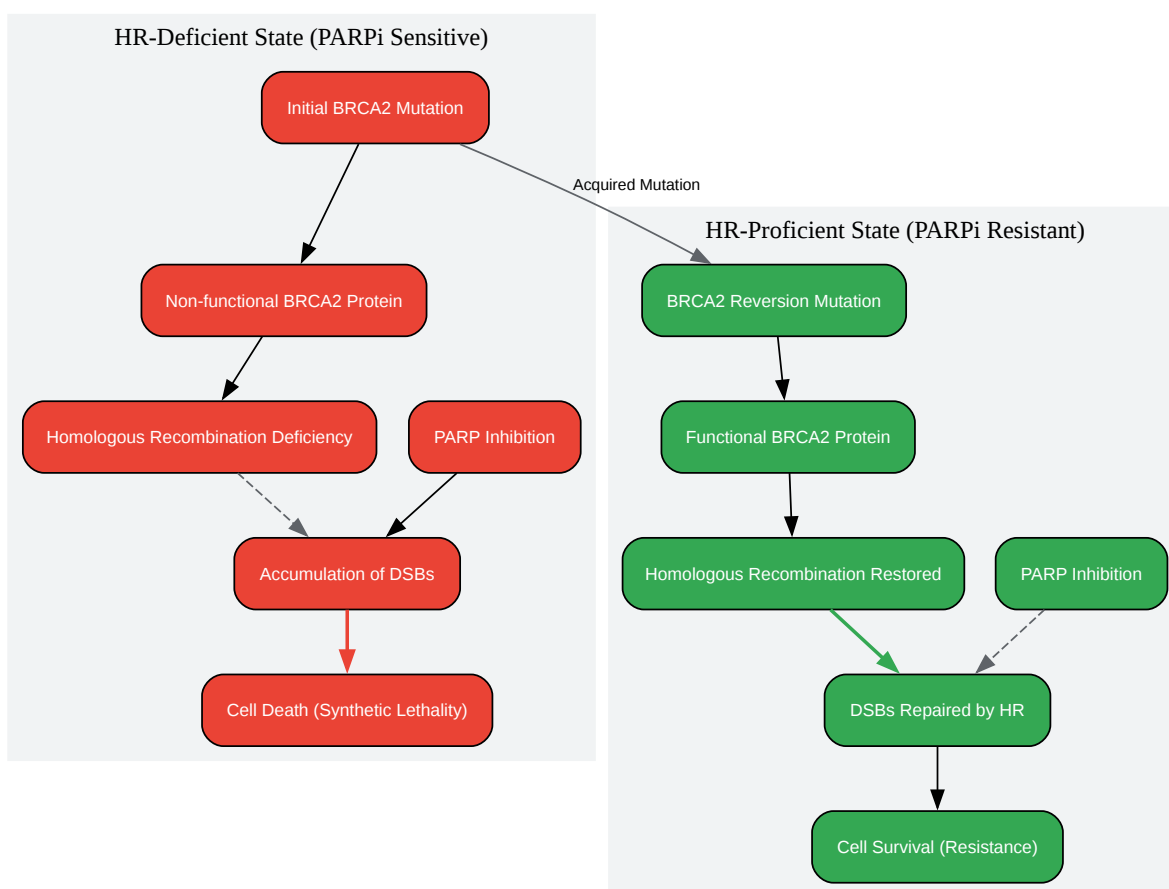 HR-Deficient State (PARPi Sensitive)
Initial BRCA2 Mutation
Acquired Mutation
HR-Proficient State (PARPi Resistant)
Non-functional BRCA2 Protein
BRCA2 Reversion Mutation
Homologous Recombination Deficiency
PARP Inhibition
Functional BRCA2 Protein
Accumulation of DSBs
Homologous Recombination Restored
PARP Inhibition
Cell Death (Synthetic Lethality)
DSBs Repaired by HR
Cell Survival (Resistance)